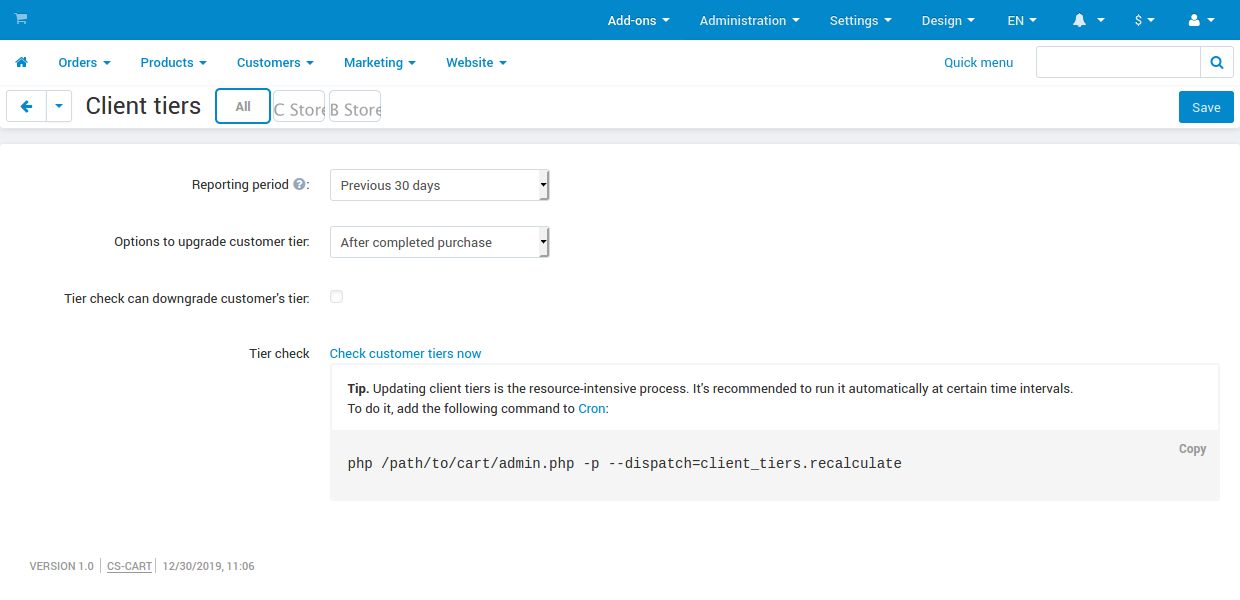 Add-ons Administration Settings Design EN $
Orders Products Customers Marketing Website Quick menu
Client tiers All C Store B Store Save
Reporting period ?: Previous 30 days
Options to upgrade customer tier: After completed purchase
Tier check can downgrade customer's tier:
Tier check Check customer tiers now
Tip. Updating client tiers is the resource-intensive process. It's recommended to run it automatically at certain time intervals.
To do it, add the following command to Cron:
Copy
php /path/to/cart/admin.php -p --dispatch=client_tiers.recalculate
VERSION 1.0 CS-CART 12/30/2019, 11:06